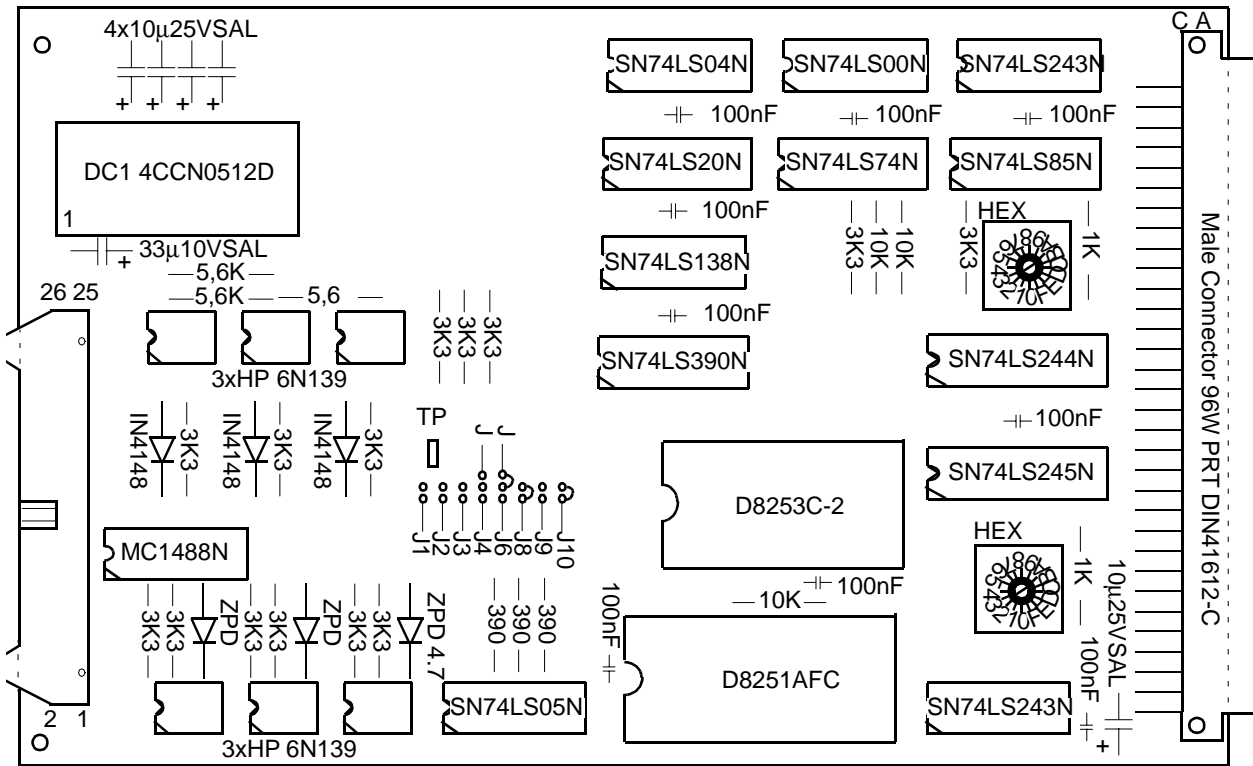 C A
4x10µ25VSAL
+ + + +
SN74LS04N
SN74LS00N
SN74LS243N
100nF
100nF
100nF
DC1 4CCN0512D
1
SN74LS20N
SN74LS74N
SN74LS85N
100nF
HEX
3K3
10K
10K
3K3
1K
33µ10VSAL
+
5,6K
5,6K
5,6
SN74LS138N
Male Connector 96W PRT DIN41612-C
26 25
100nF
3K3
3K3
3K3
3xHP 6N139
SN74LS390N
SN74LS244N
100nF
IN4148
3K3
IN4148
3K3
IN4148
3K3
TP
J
J
SN74LS245N
D8253C-2
J1
J2
J3
J4
J6
J8
J9
J10
HEX
MC1488N
100nF
1K
10µ25VSAL
10K
3K3
3K3
ZPD
3K3
3K3
ZPD
3K3
3K3
ZPD 4.7
390
390
390
100nF
100nF
D8251AFC
SN74LS05N
SN74LS243N
2 1
+
3xHP 6N139